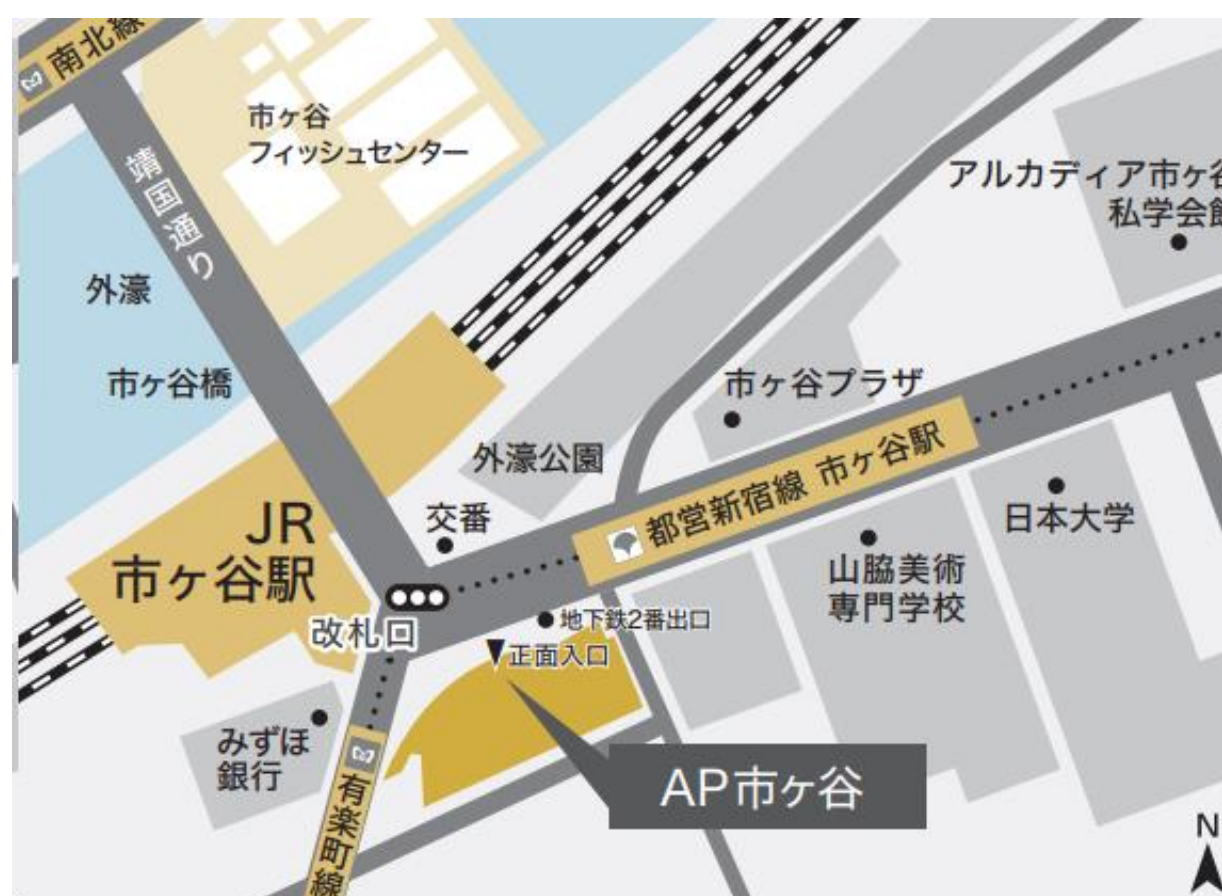 南北線
市ヶ谷
フィッシュセンター
靖国通り
アルカディア市ヶ谷
私学会館
外濠
市ヶ谷橋
市ヶ谷プラザ
外濠公園
都営新宿線 市ヶ谷駅
交番
日本大学
JR
市ヶ谷駅
山脇美術
専門学校
改札口
地下鉄2番出口
正面入口
みずほ
銀行
AP市ヶ谷
有楽町線
N